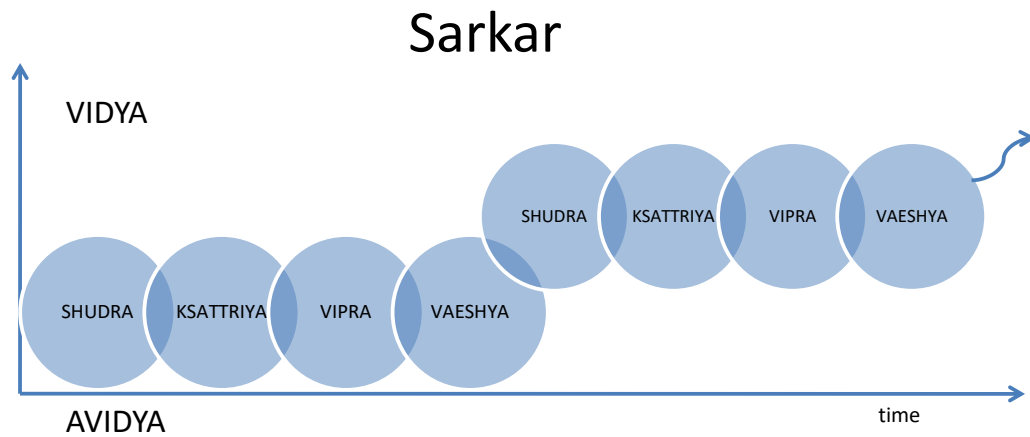 Sarkar
VIDYA
SHUDRA KSATTRIYA VIPRA VAESHYA
SHUDRA KSATTRIYA VIPRA VAESHYA
AVIDYA
time